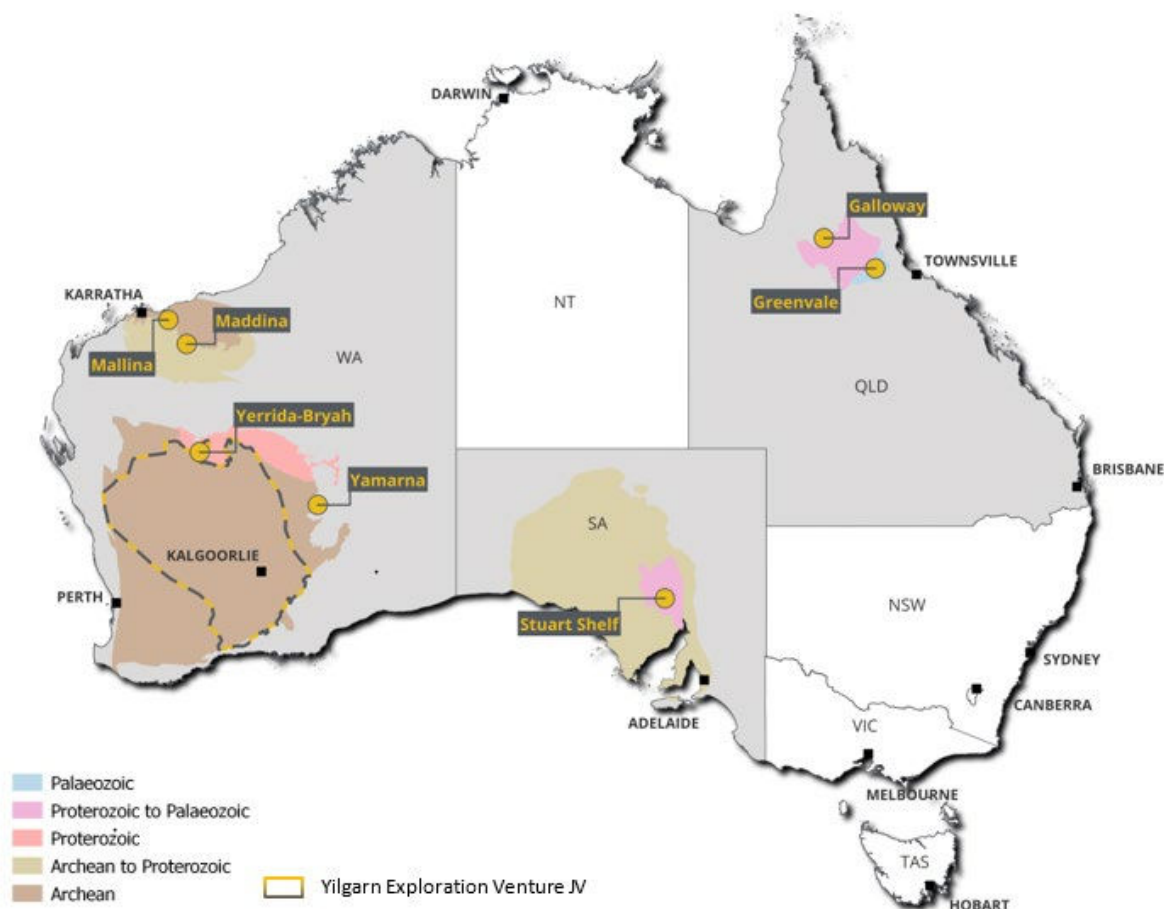 DARWIN
Galloway
TOWNSVILLE
KARRATHA
Greenvale
Maddina
NT
Mallina
WA
QLD
Yerrida-Bryah
BRISBANE
Yamarna
SA
KALGOORLIE
PERTH
NSW
Stuart Shelf
SYDNEY
CANBERRA
ADELAIDE
VIC
MELBOURNE
TAS
HOBART
Palaeozoic
Proterozoic to Palaeozoic
Proterozoic
Archean to Proterozoic
Archean
Yilgarn Exploration Venture JV